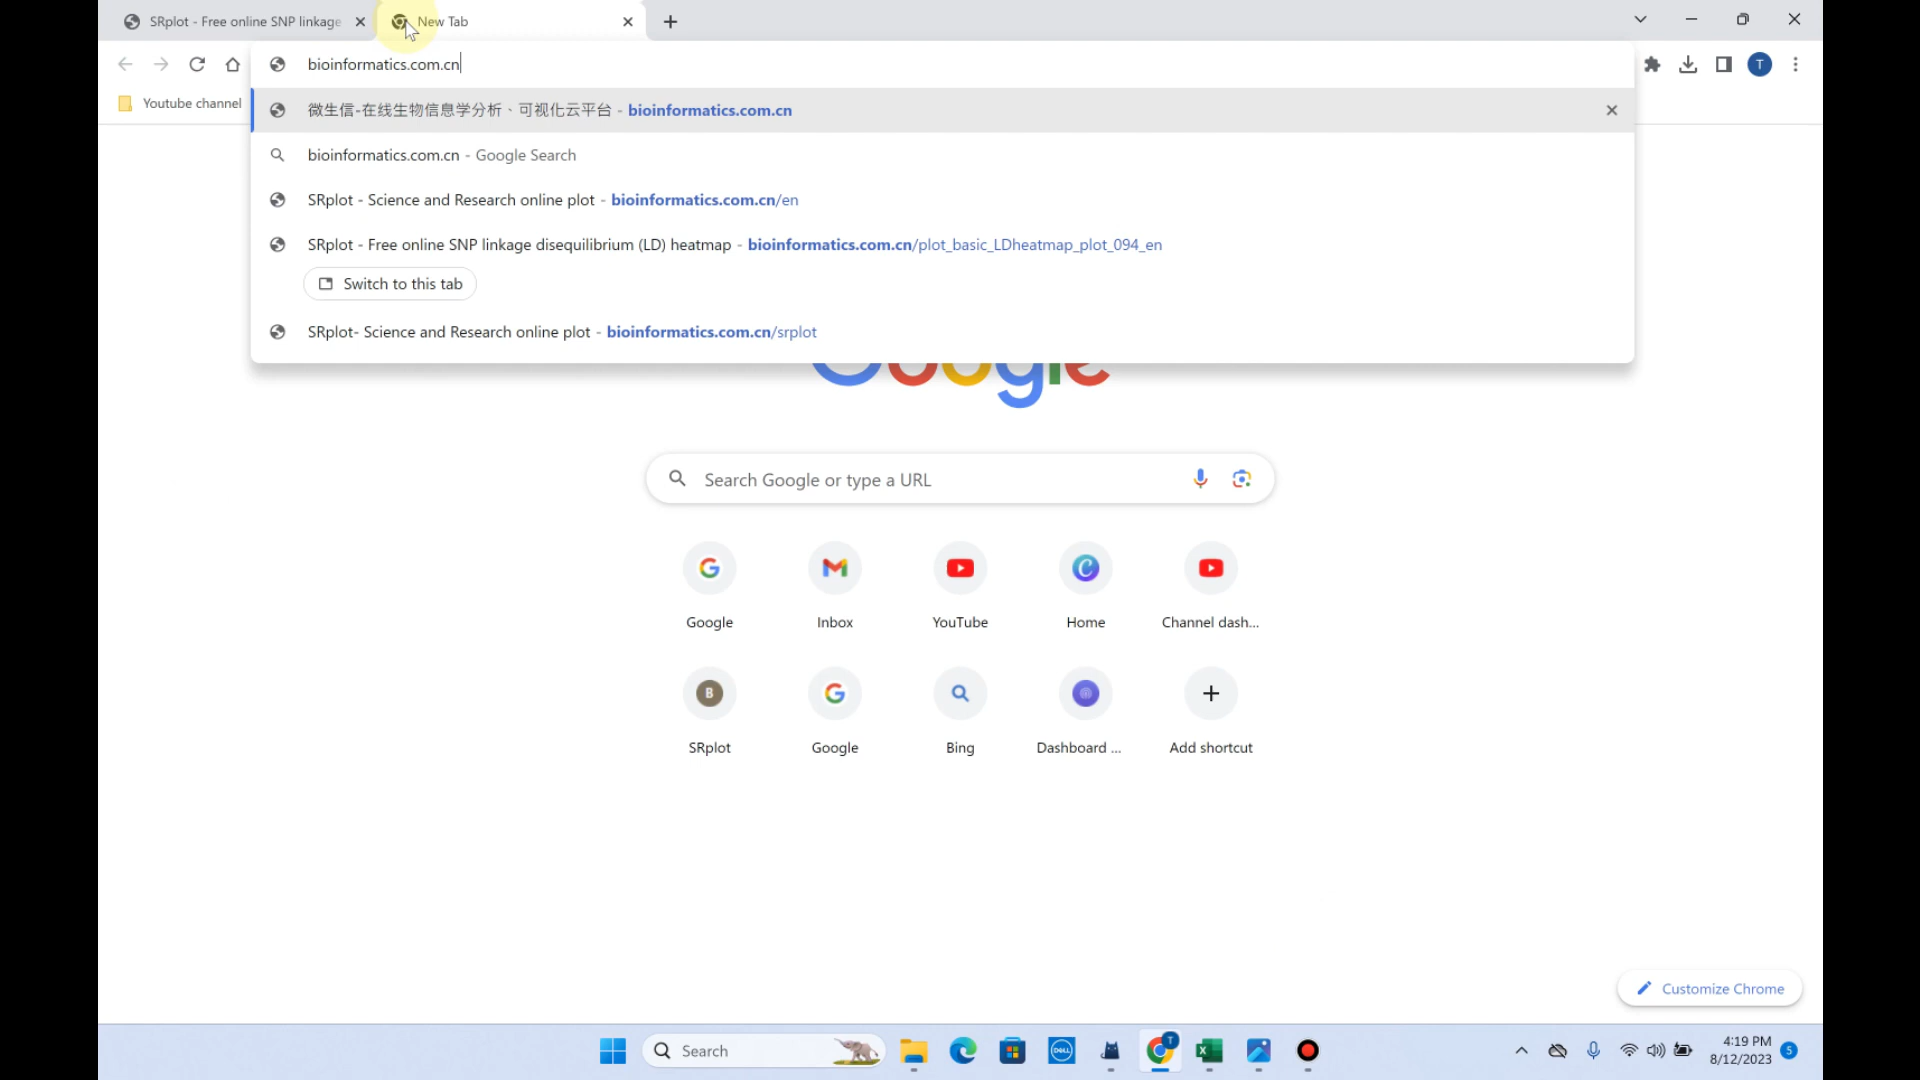 SRplot - Free online SNP linkage
New Tab
bioinformatics.com.cn
Youtube channel
微生信-在线生物信息学分析、可视化云平台 - bioinformatics.com.cn
bioinformatics.com.cn - Google Search
SRplot - Science and Research online plot - bioinformatics.com.cn/en
SRplot - Free online SNP linkage disequilibrium (LD) heatmap - bioinformatics.com.cn/plot_basic_LDheatmap_plot_094_en
Switch to this tab
SRplot- Science and Research online plot - bioinformatics.com.cn/srplot
T
Google
Search Google or type a URL
Google
Inbox
YouTube
Home
Channel dash...
B
SRplot
Google
Bing
Dashboard ...
Add shortcut
Customize Chrome
Search
DELL
T
4:19 PM
8/12/2023
5